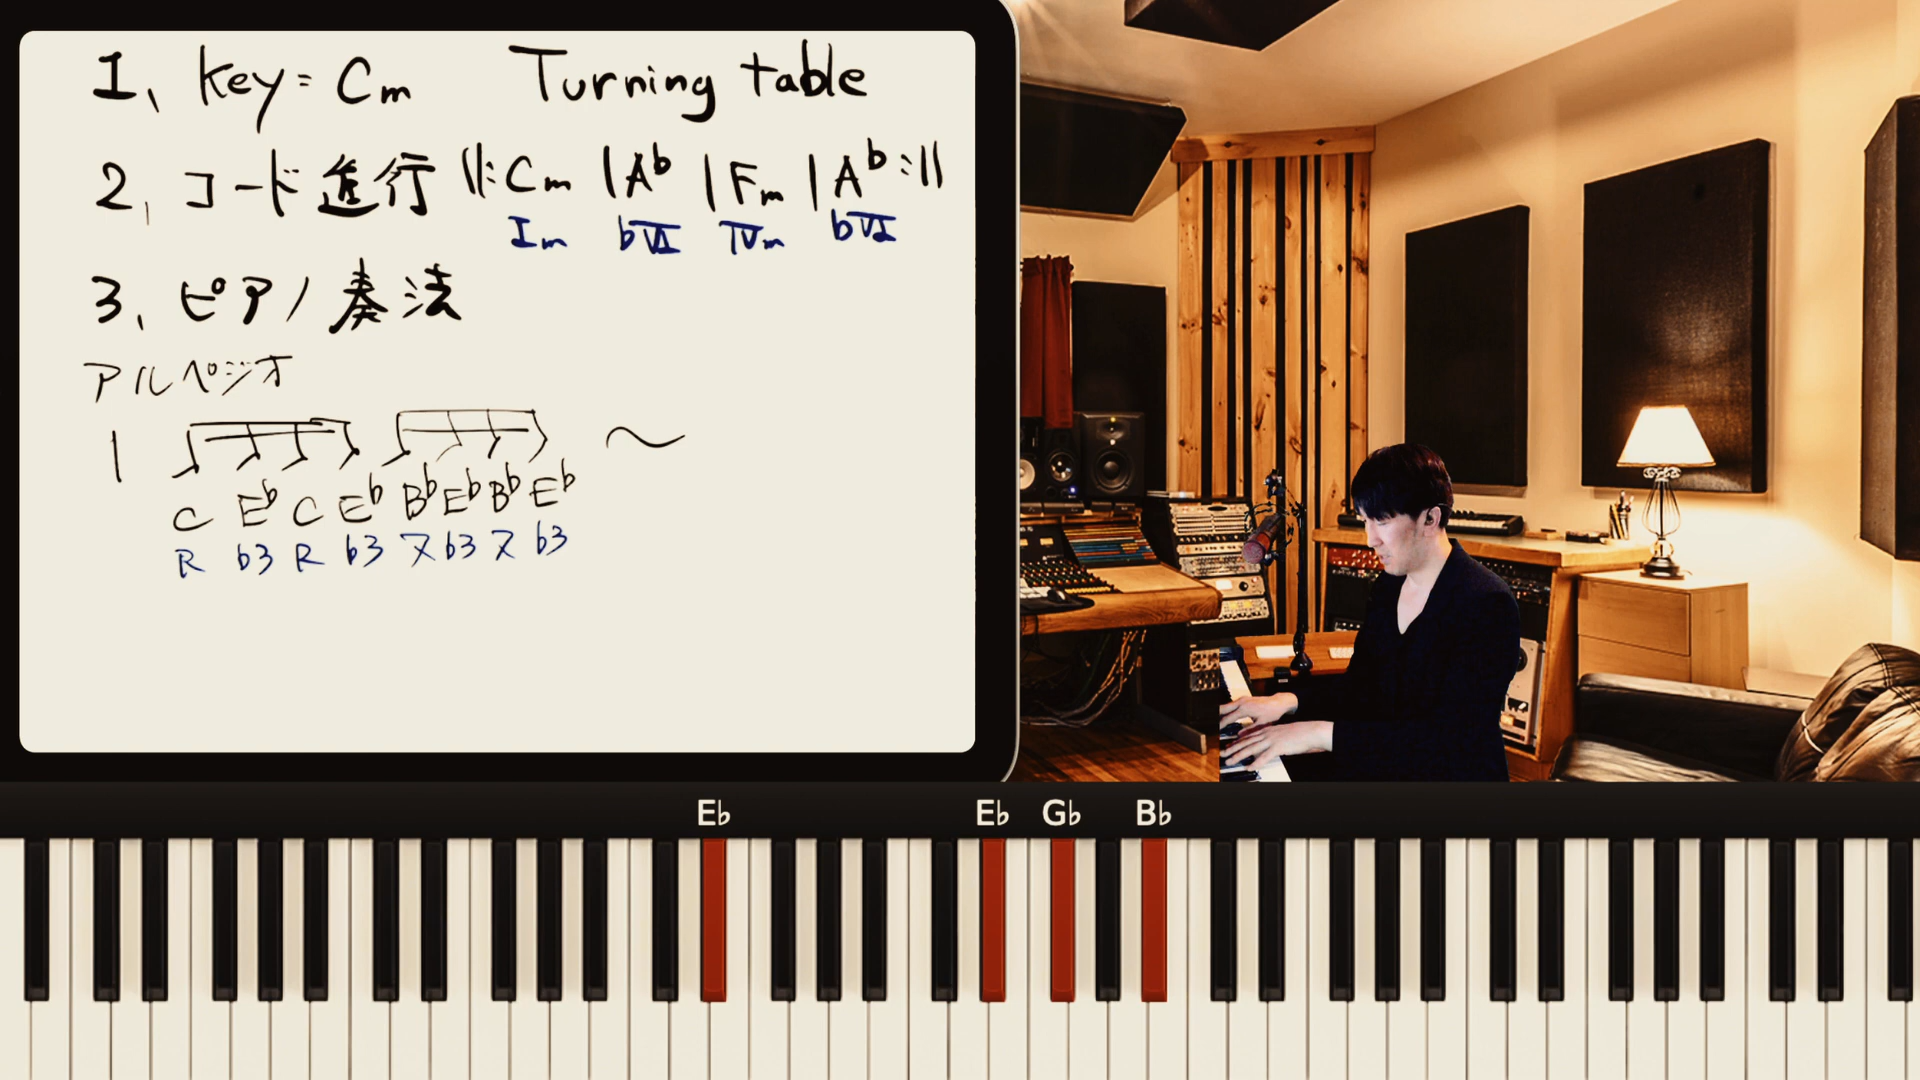 1、key=Cm Turning table
2、コード進行 ‖:Cm |A♭ |Fm |A♭:‖
Im ♭Ⅵ Ⅳm ♭Ⅵ
3、ピアノ奏法
アルペジオ
C E♭ C E♭ B♭ E♭ B♭ E♭
R ♭3 R ♭3 7 ♭3 7 ♭3
E♭ E♭ G♭ B♭